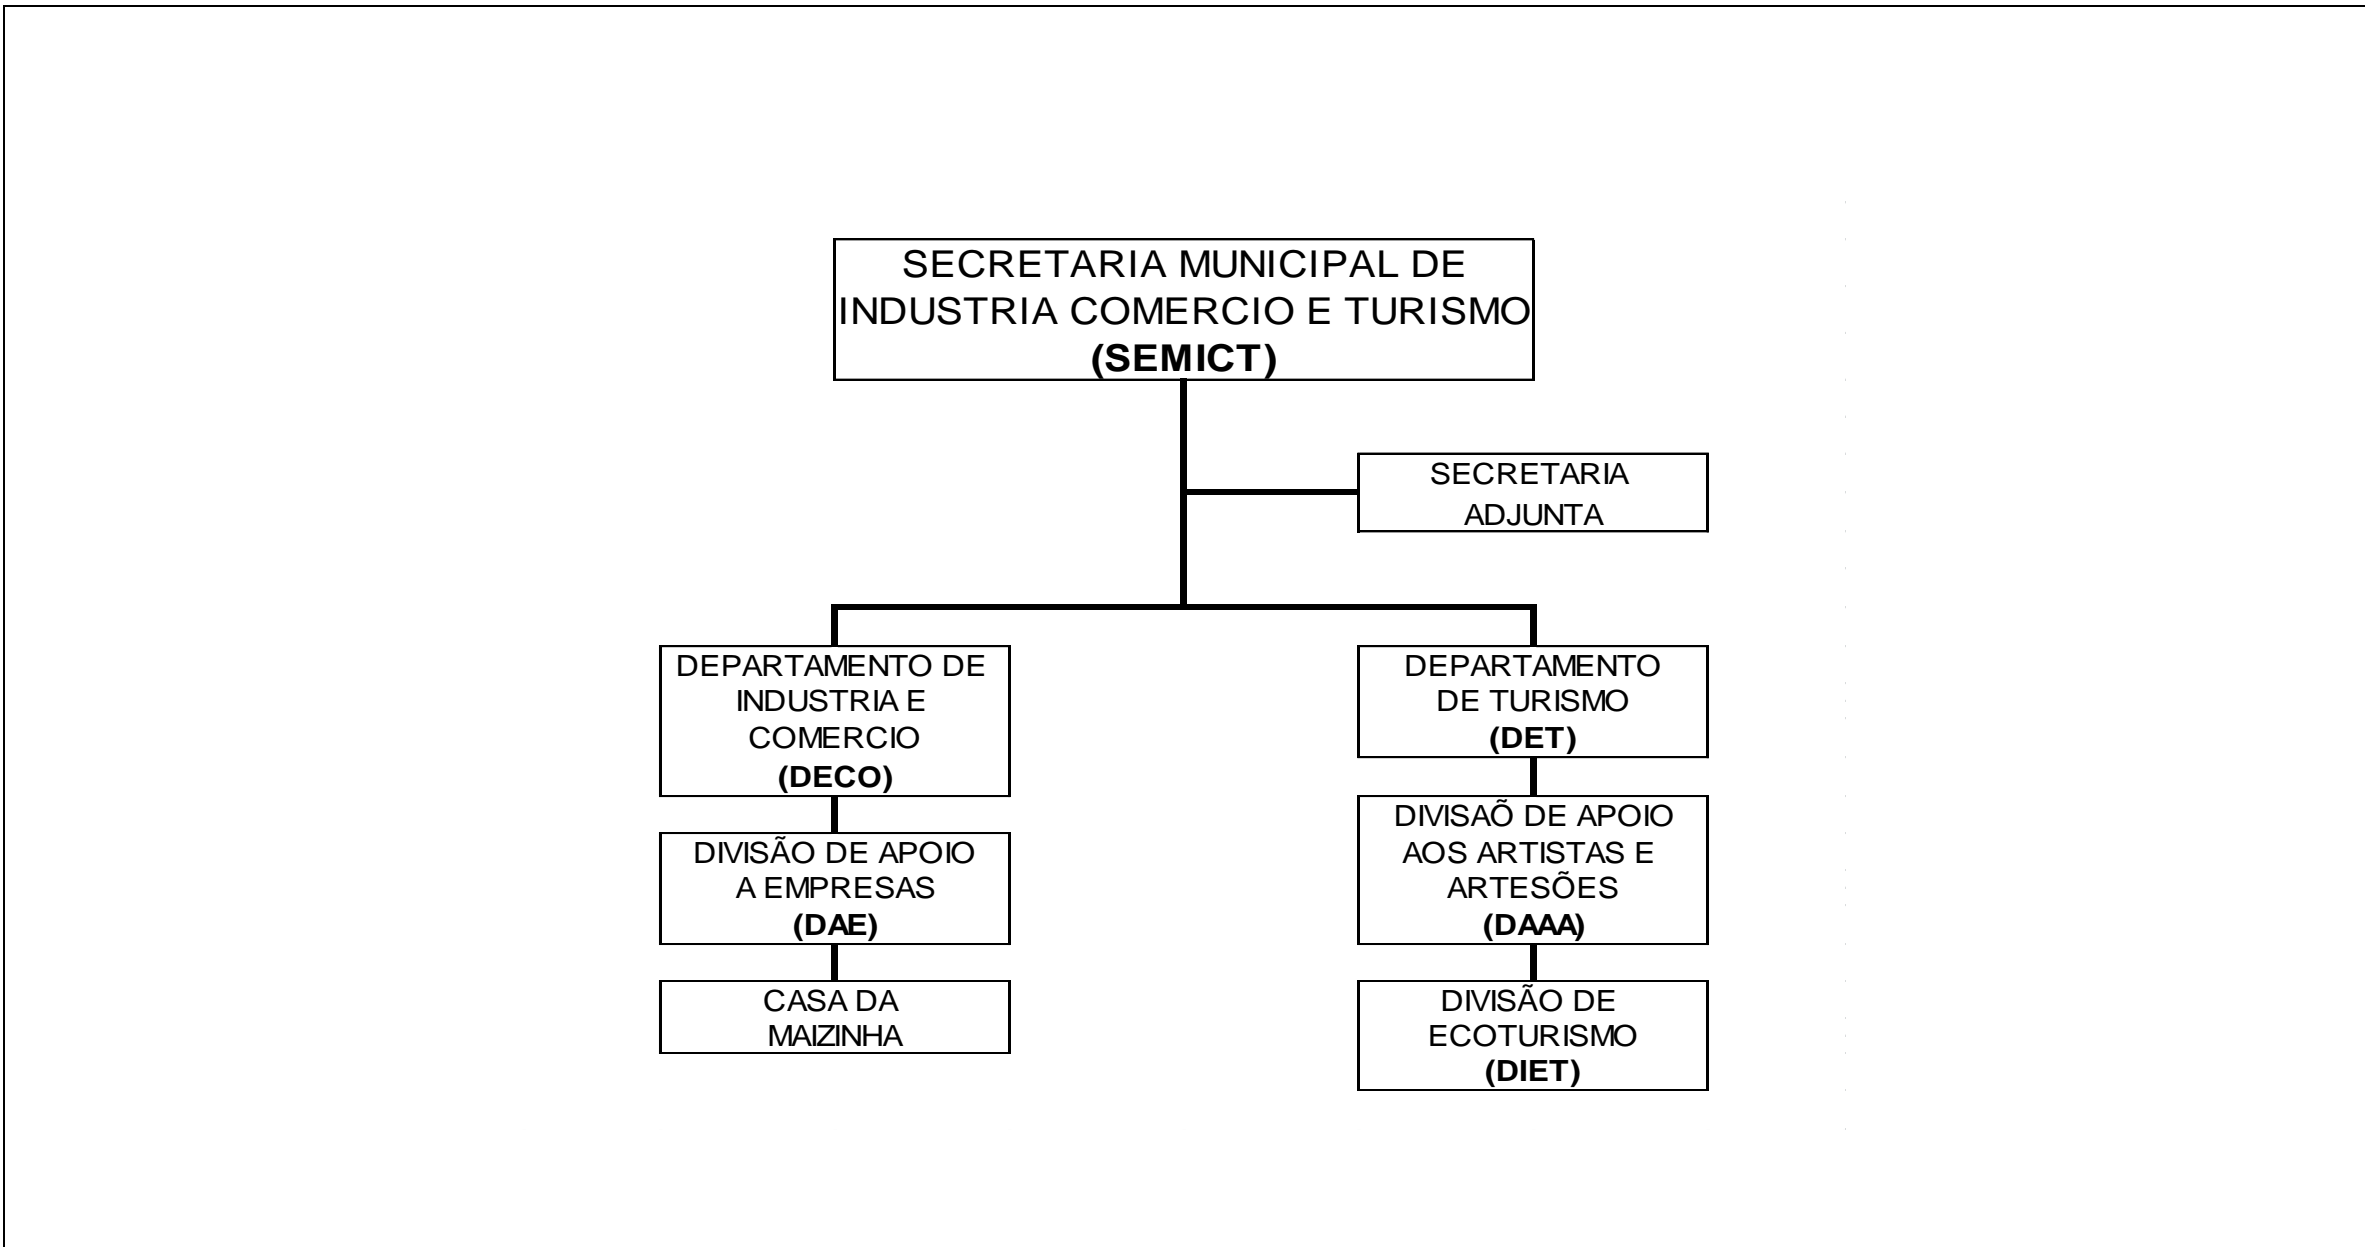 SECRETARIA MUNICIPAL DE
INDUSTRIA COMERCIO E TURISMO
(SEMICT)
SECRETARIA
ADJUNTA
DEPARTAMENTO DE
INDUSTRIA E
COMERCIO
(DECO)
DIVISÃO DE APOIO
A EMPRESAS
(DAE)
CASA DA
MAIZINHA
DEPARTAMENTO
DE TURISMO
(DET)
DIVISAÕ DE APOIO
AOS ARTISTAS E
ARTESÕES
(DAAA)
DIVISÃO DE
ECOTURISMO
(DIET)